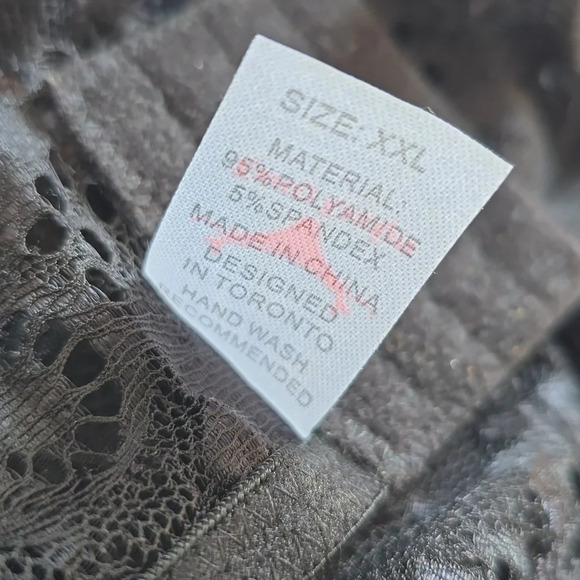 SIZE: XXL
MATERIAL:
95%POLYAMIDE
5%SPANDEX
MADE IN CHINA
DESIGNED
IN TORONTO
HAND WASH
RECOMMENDED